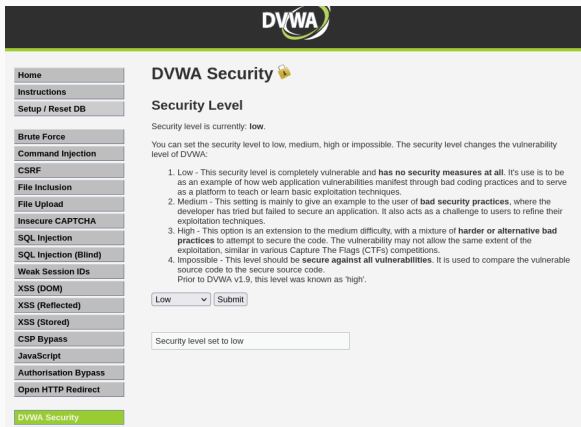 DVWA
Home
Instructions
Setup / Reset DB
Brute Force
Command Injection
CSRF
File Inclusion
File Upload
Insecure CAPTCHA
SQL Injection
SQL Injection (Blind)
Weak Session IDs
XSS (DOM)
XSS (Reflected)
XSS (Stored)
CSP Bypass
JavaScript
Authorisation Bypass
Open HTTP Redirect
DVWA Security
DVWA Security
Security Level
Security level is currently: low.
You can set the security level to low, medium, high or impossible. The security level changes the vulnerability
level of DVWA:
1. Low - This security level is completely vulnerable and has no security measures at all. It's use is to be
as an example of how web application vulnerabilities manifest through bad coding practices and to serve
as a platform to teach or learn basic exploitation techniques.
2. Medium - This setting is mainly to give an example to the user of bad security practices, where the
developer has tried but failed to secure an application. It also acts as a challenge to users to refine their
exploitation techniques.
3. High - This option is an extension to the medium difficulty, with a mixture of harder or alternative bad
practices to attempt to secure the code. The vulnerability may not allow the same extent of the
exploitation, similar in various Capture The Flags (CTFs) competitions.
4. Impossible - This level should be secure against all vulnerabilities. It is used to compare the vulnerable
source code to the secure source code.
Prior to DVWA v1.9, this level was known as 'high'.
Low Submit
Security level set to low